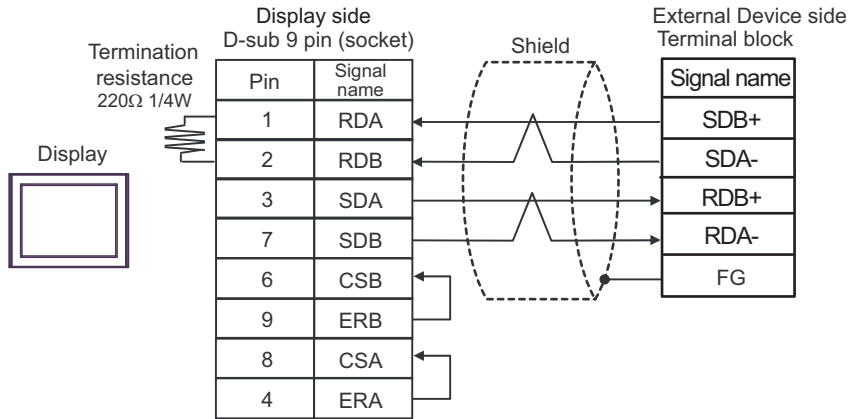 Display side
D-sub 9 pin (socket)
External Device side
Terminal block
Termination
resistance
220Ω 1/4W
Shield
Display
Pin Signal name
1 RDA
2 RDB
3 SDA
7 SDB
6 CSB
9 ERB
8 CSA
4 ERA
Signal name
SDB+
SDA-
RDB+
RDA-
FG